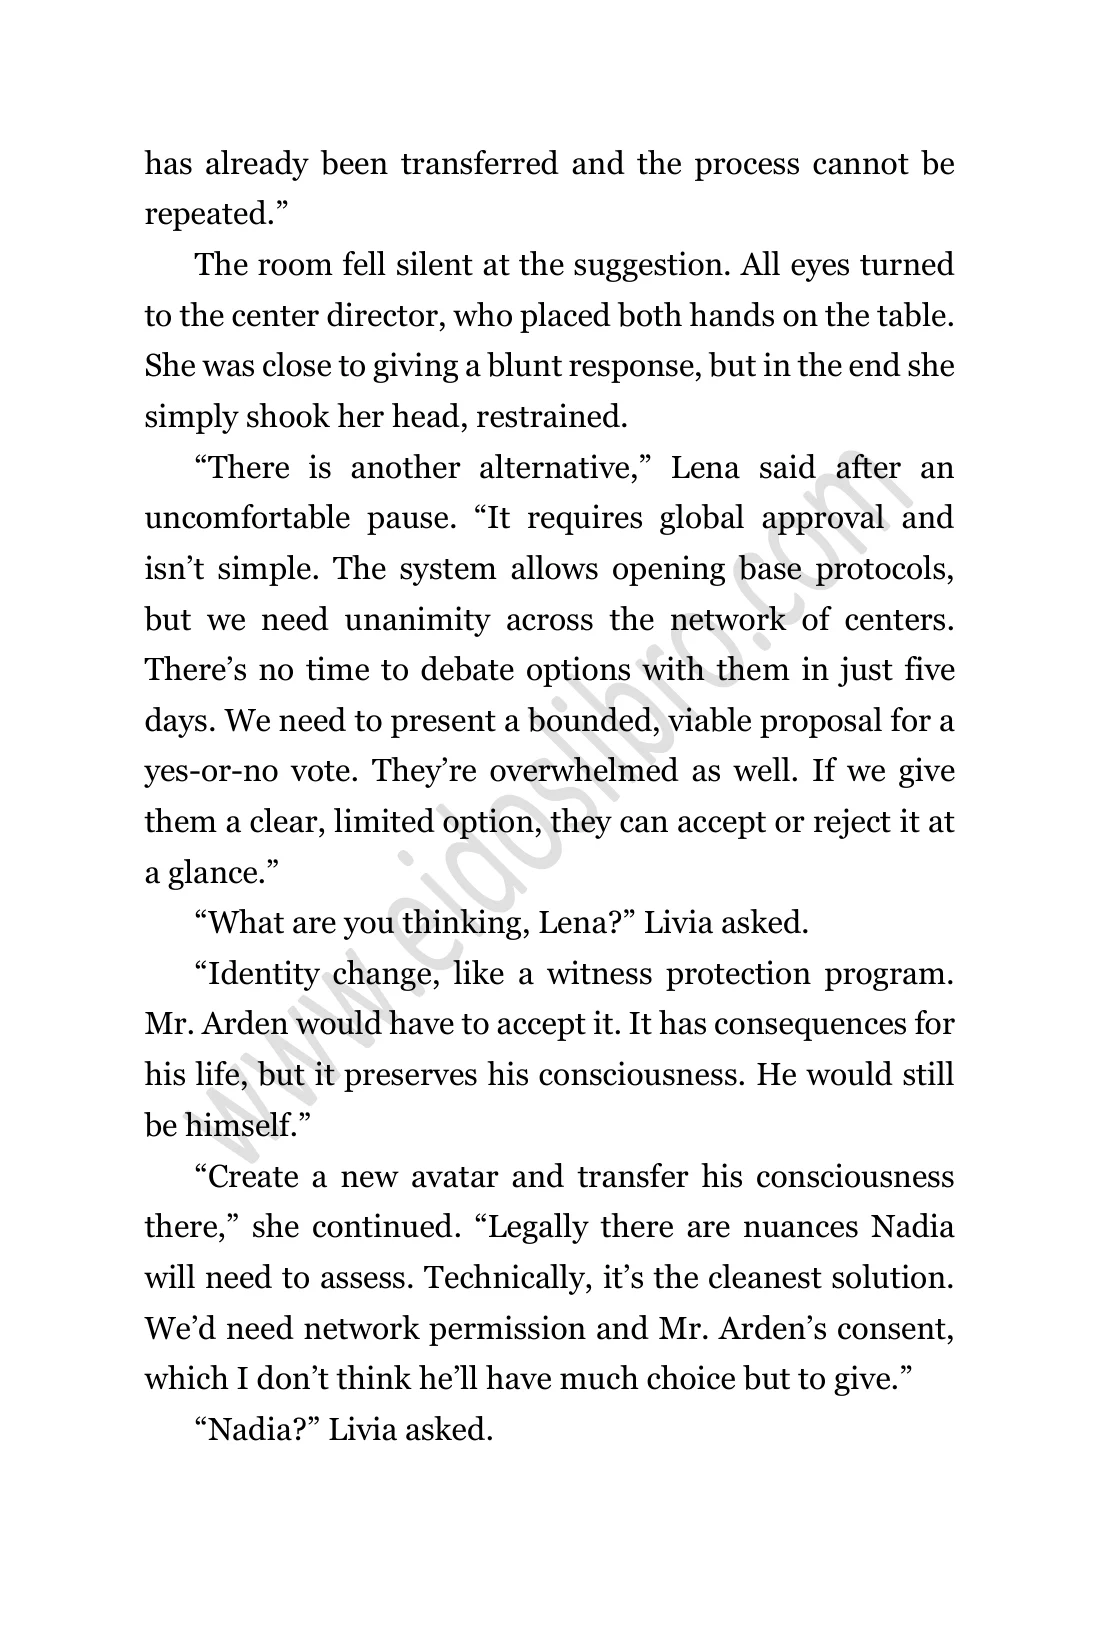 has already been transferred and the process cannot be
repeated.”
The room fell silent at the suggestion. All eyes turned
to the center director, who placed both hands on the table.
She was close to giving a blunt response, but in the end she
simply shook her head, restrained.
“There is another alternative,” Lena said after an
uncomfortable pause. “It requires global approval and
isn’t simple. The system allows opening base protocols,
but we need unanimity across the network of centers.
There’s no time to debate options with them in just five
days. We need to present a bounded, viable proposal for a
yes-or-no vote. They’re overwhelmed as well. If we give
them a clear, limited option, they can accept or reject it at
a glance.”
“What are you thinking, Lena?” Livia asked.
“Identity change, like a witness protection program.
Mr. Arden would have to accept it. It has consequences for
his life, but it preserves his consciousness. He would still
be himself.”
“Create a new avatar and transfer his consciousness
there,” she continued. “Legally there are nuances Nadia
will need to assess. Technically, it’s the cleanest solution.
We’d need network permission and Mr. Arden’s consent,
which I don’t think he’ll have much choice but to give.”
“Nadia?” Livia asked.
www.eidoslibro.com